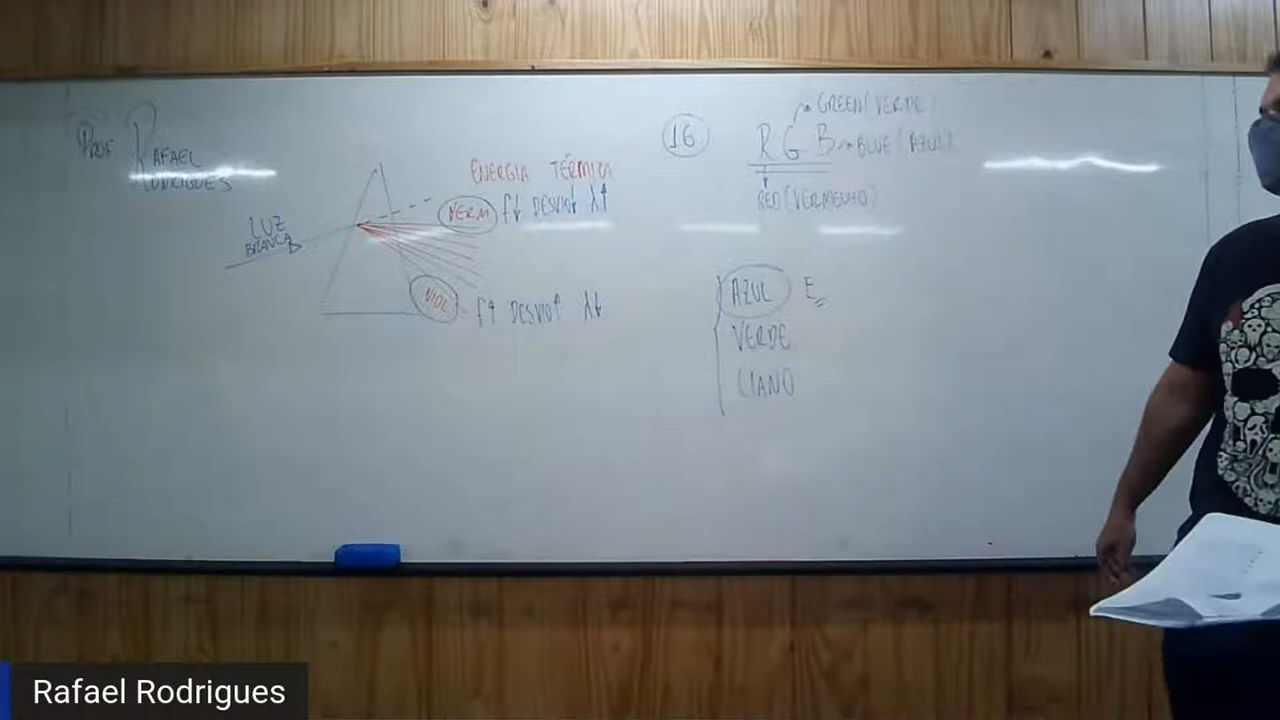 PROF RAFAEL
RODRIGUES
LUZ
BRANCA
ENERGIA TÉRMICA
VERM f↓ DESVIO↓ λ↑
VIOL f↑ DESVIO↑ λ↓
16
GREEN (VERDE)
R G B → BLUE (AZUL)
RED (VERMELHO)
AZUL E
VERDE
CIANO
Rafael Rodrigues